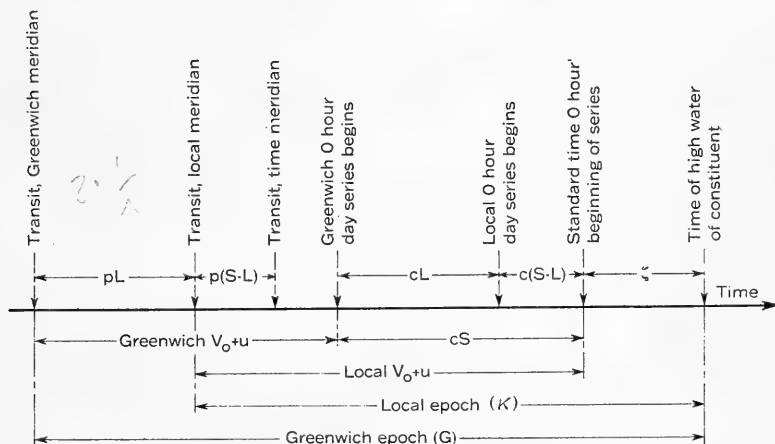 Transit, Greenwich meridian
Transit, local meridian
Transit, time meridian
Greenwich 0 hour
day series begins
Local 0 hour
day series begins
Standard time 0 hour'
beginning of series
Time of high water
of constituent
pL
p(S-L)
cL
c(S-L)
ζ
Time
Greenwich Vo+u
cS
Local Vo+u
Local epoch (K)
Greenwich epoch (G)